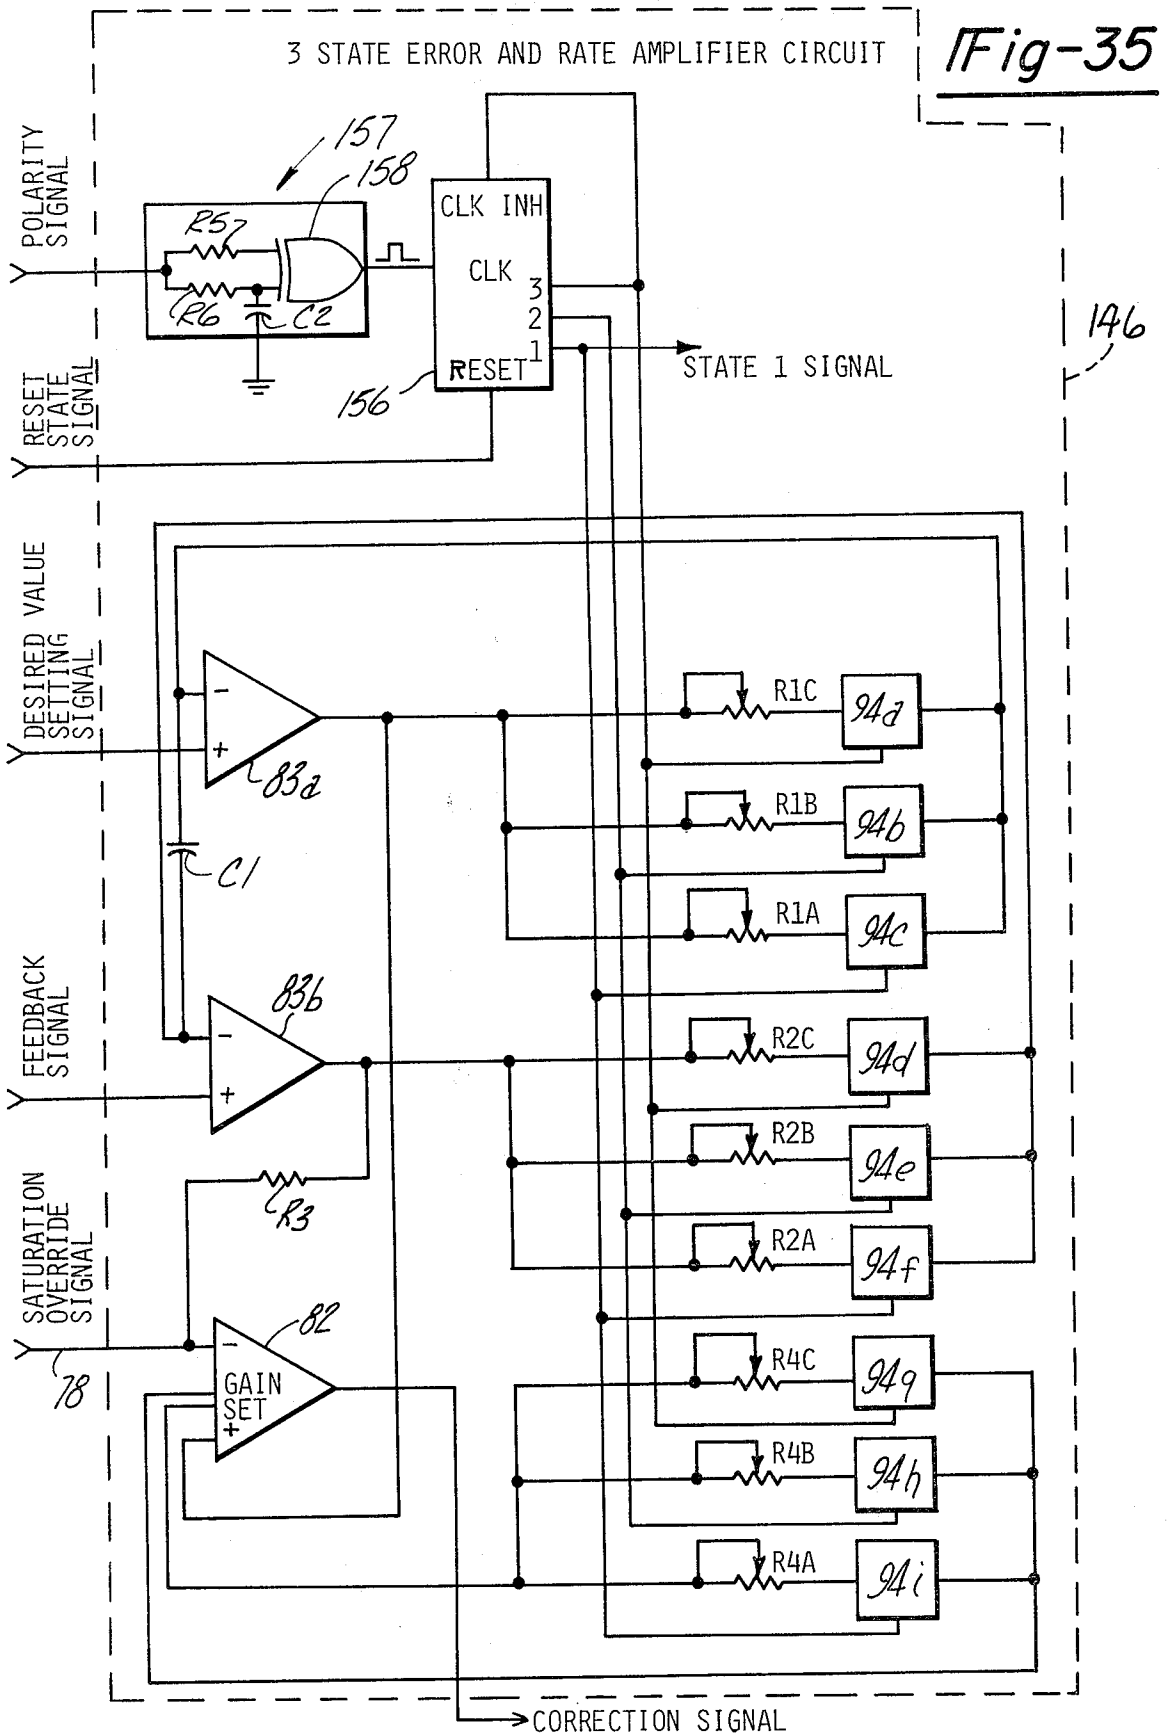 Fig-35
3 STATE ERROR AND RATE AMPLIFIER CIRCUIT
POLARITY
SIGNAL
157
158
R5
R6
C2
CLK INH
CLK
3
2
1
RESET
156
STATE 1 SIGNAL
146
RESET
STATE
SIGNAL
DESIRED VALUE
SETTING
SIGNAL
-
+
83a
C1
R1C
94a
R1B
94b
R1A
94c
FEEDBACK
SIGNAL
-
+
83b
R2C
94d
R2B
94e
R2A
94f
R3
SATURATION
OVERRIDE
SIGNAL
78
-
GAIN
SET
+
82
R4C
94g
R4B
94h
R4A
94i
CORRECTION SIGNAL